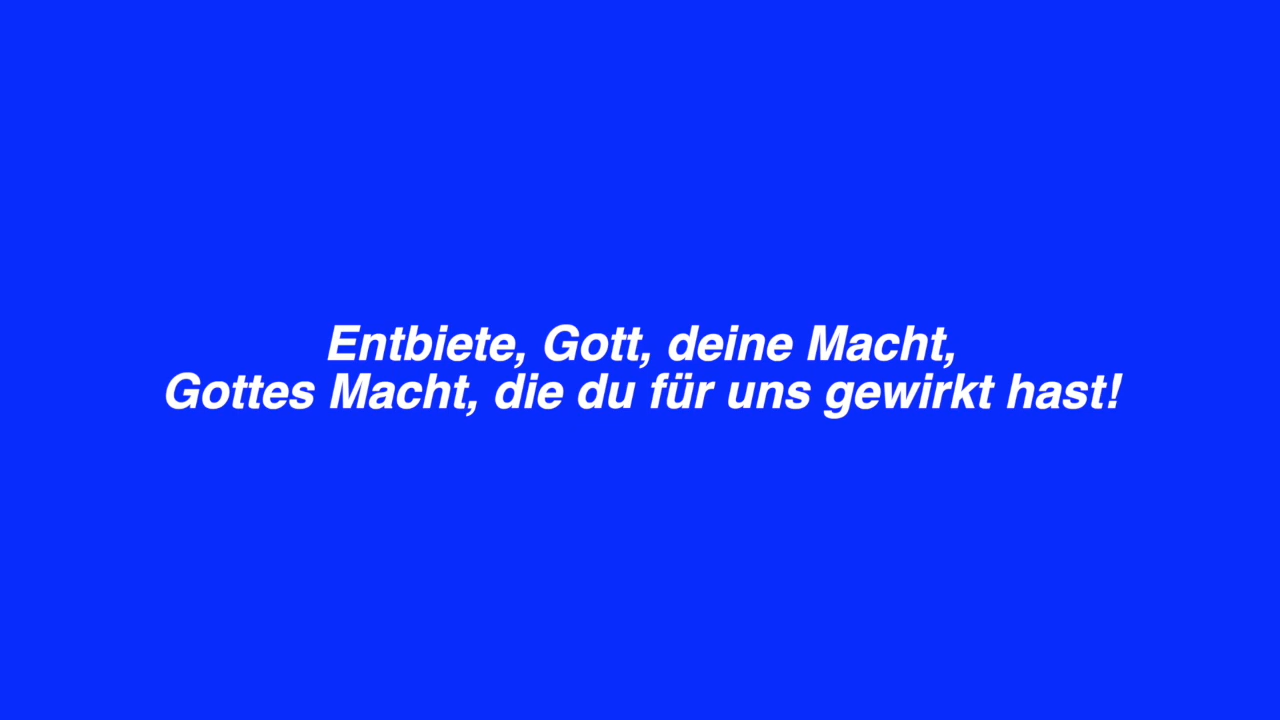 Entbiete, Gott, deine Macht,
Gottes Macht, die du für uns gewirkt hast!